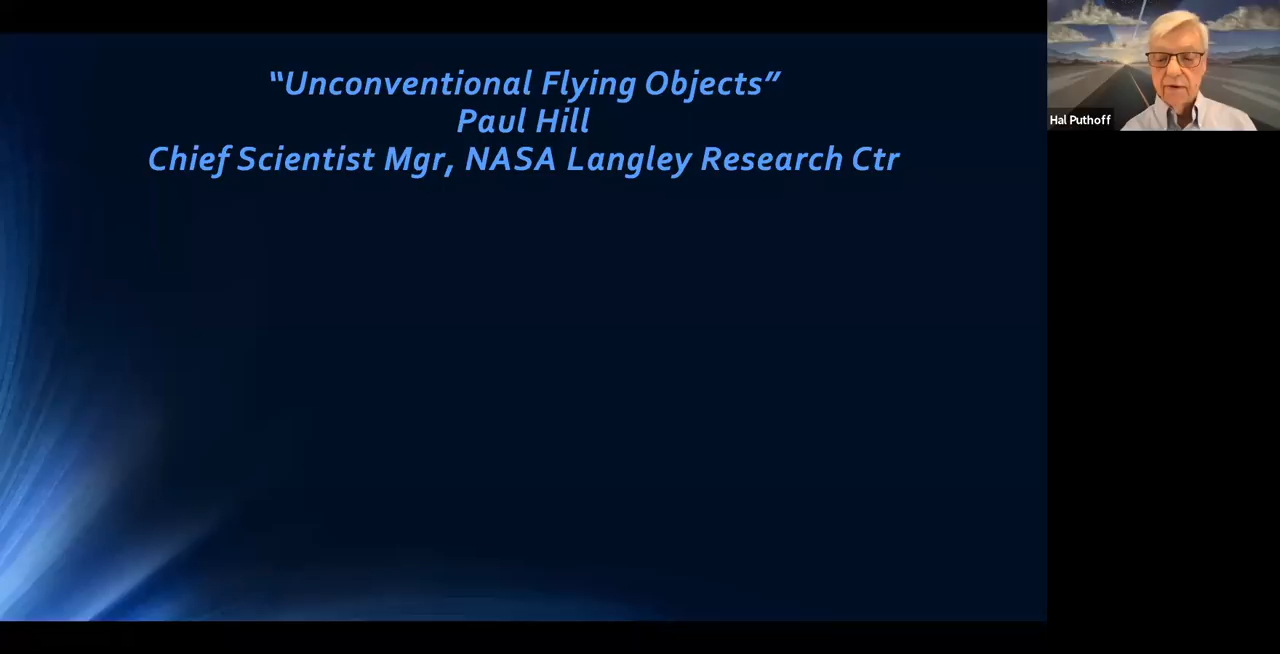 “Unconventional Flying Objects”
Paul Hill
Chief Scientist Mgr, NASA Langley Research Ctr
Hal Puthoff